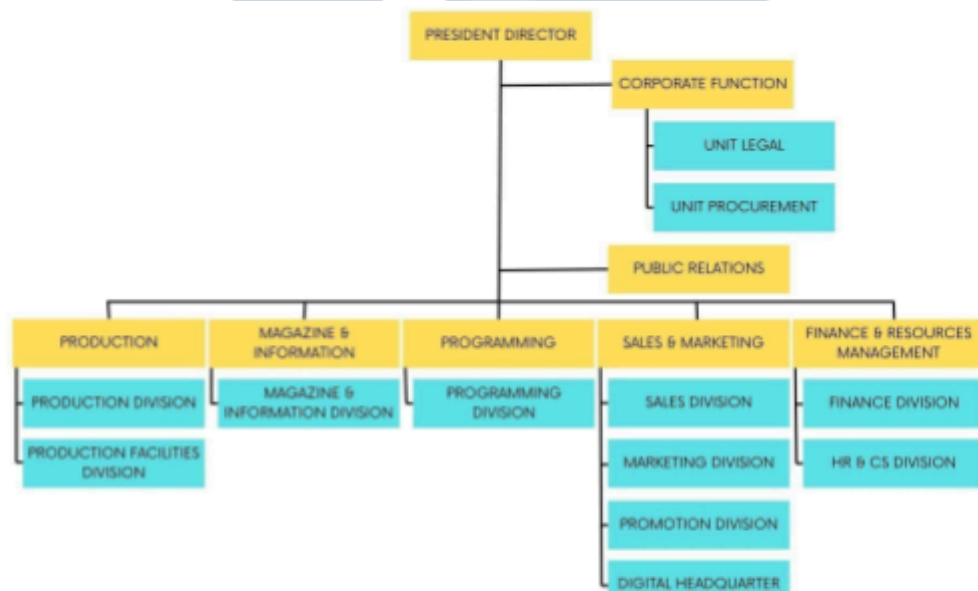 PRESIDENT DIRECTOR
CORPORATE FUNCTION
UNIT LEGAL
UNIT PROCUREMENT
PUBLIC RELATIONS
PRODUCTION
MAGAZINE &
INFORMATION
PROGRAMMING
SALES & MARKETING
FINANCE & RESOURCES
MANAGEMENT
PRODUCTION DIVISION
MAGAZINE &
INFORMATION DIVISION
PROGRAMMING
DIVISION
SALES DIVISION
FINANCE DIVISION
PRODUCTION FACILITIES
DIVISION
MARKETING DIVISION
HR & CS DIVISION
PROMOTION DIVISION
DIGITAL HEADQUARTER